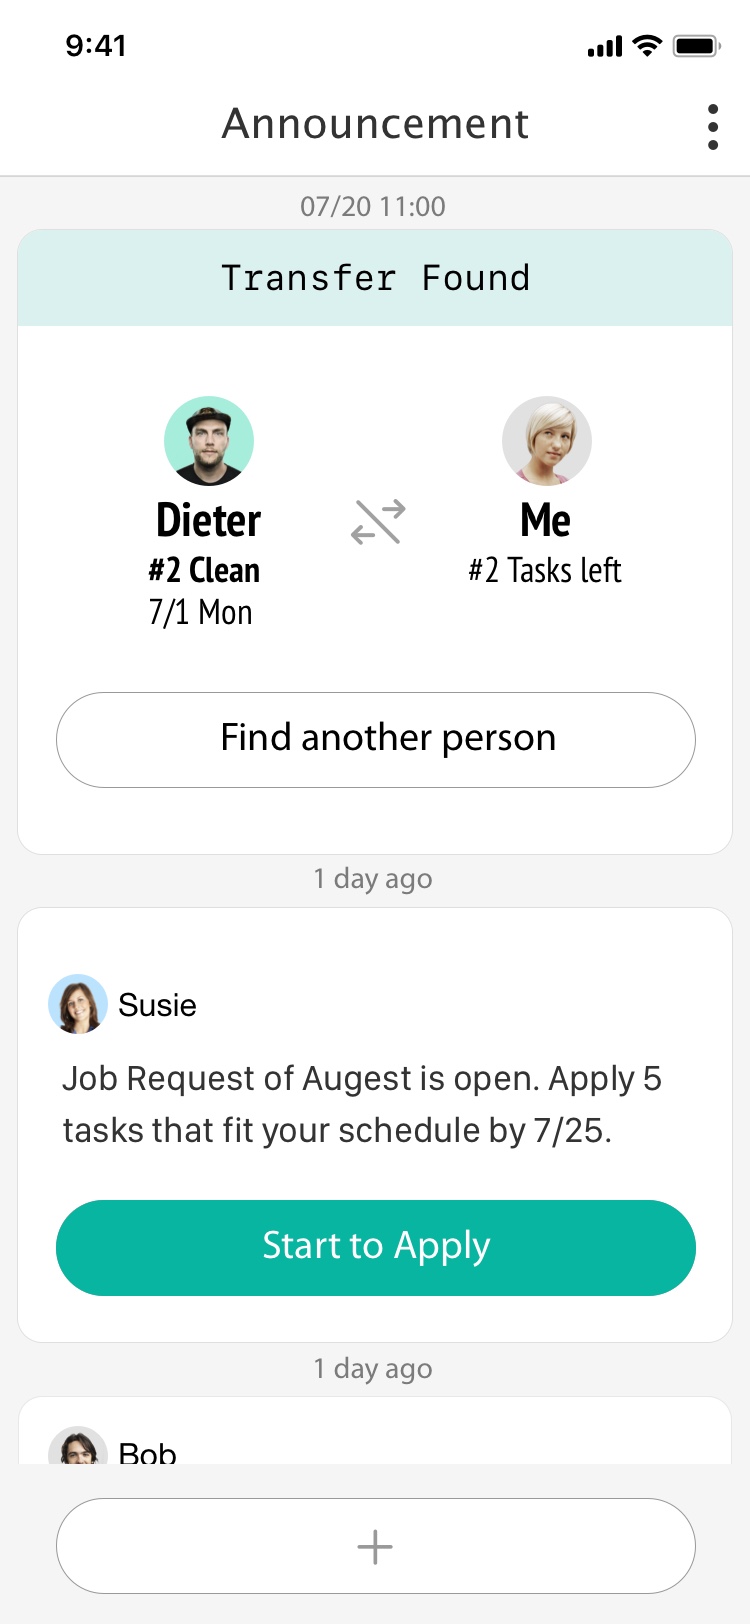 9:41
Announcement
07/20 11:00
Transfer Found
Dieter
#2 Clean
7/1 Mon
Me
#2 Tasks left
Find another person
1 day ago
Susie
Job Request of Augest is open. Apply 5
tasks that fit your schedule by 7/25.
Start to Apply
1 day ago
Bob